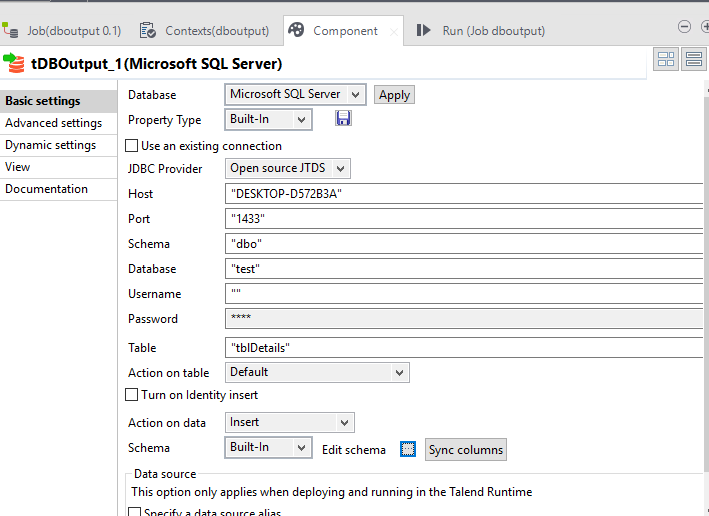 Job(dboutput 0.1) Contexts(dboutput) Component Run (Job dboutput)
tDBOutput_1(Microsoft SQL Server)
Basic settings
Advanced settings
Dynamic settings
View
Documentation
Database Microsoft SQL Server Apply
Property Type Built-In
Use an existing connection
JDBC Provider Open source JTDS
Host "DESKTOP-D572B3A"
Port "1433"
Schema "dbo"
Database "test"
Username ""
Password ****
Table "tblDetails"
Action on table Default
Turn on Identity insert
Action on data Insert
Schema Built-In Edit schema Sync columns
Data source
This option only applies when deploying and running in the Talend Runtime
Specify a data source alias